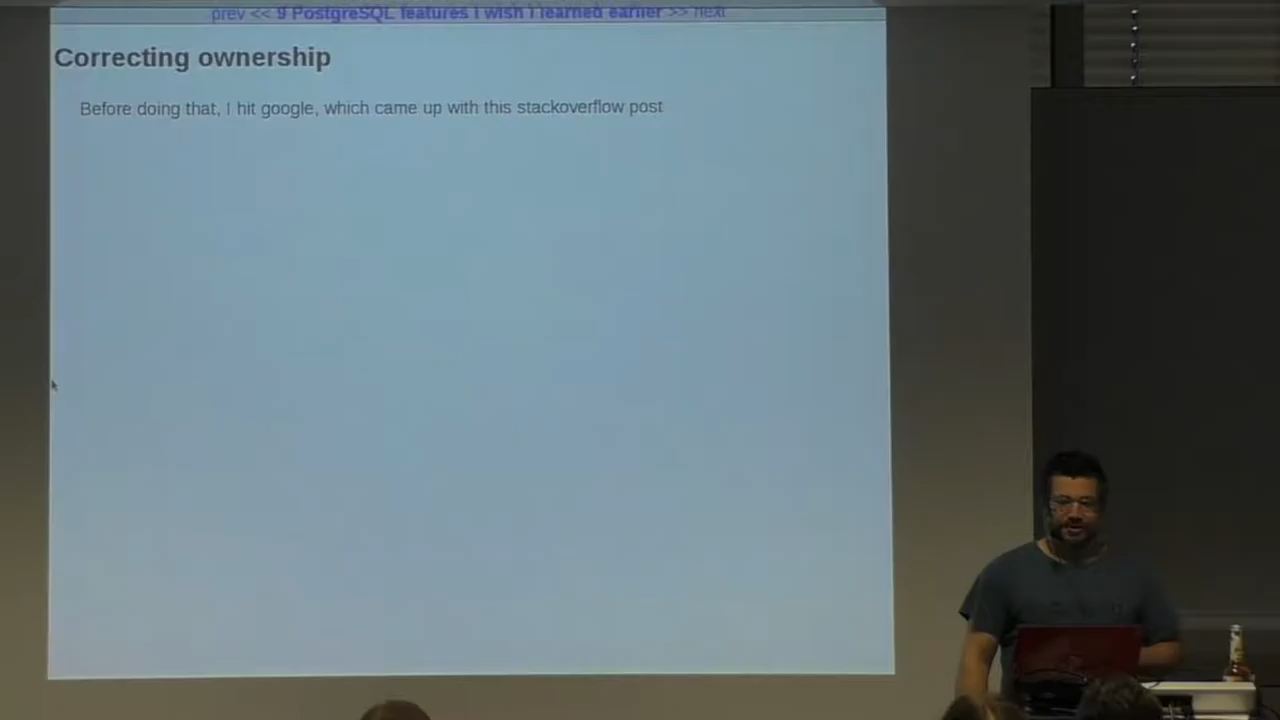 prev << 9 PostgreSQL features I wish I learned earlier >> next
Correcting ownership
Before doing that, I hit google, which came up with this stackoverflow post